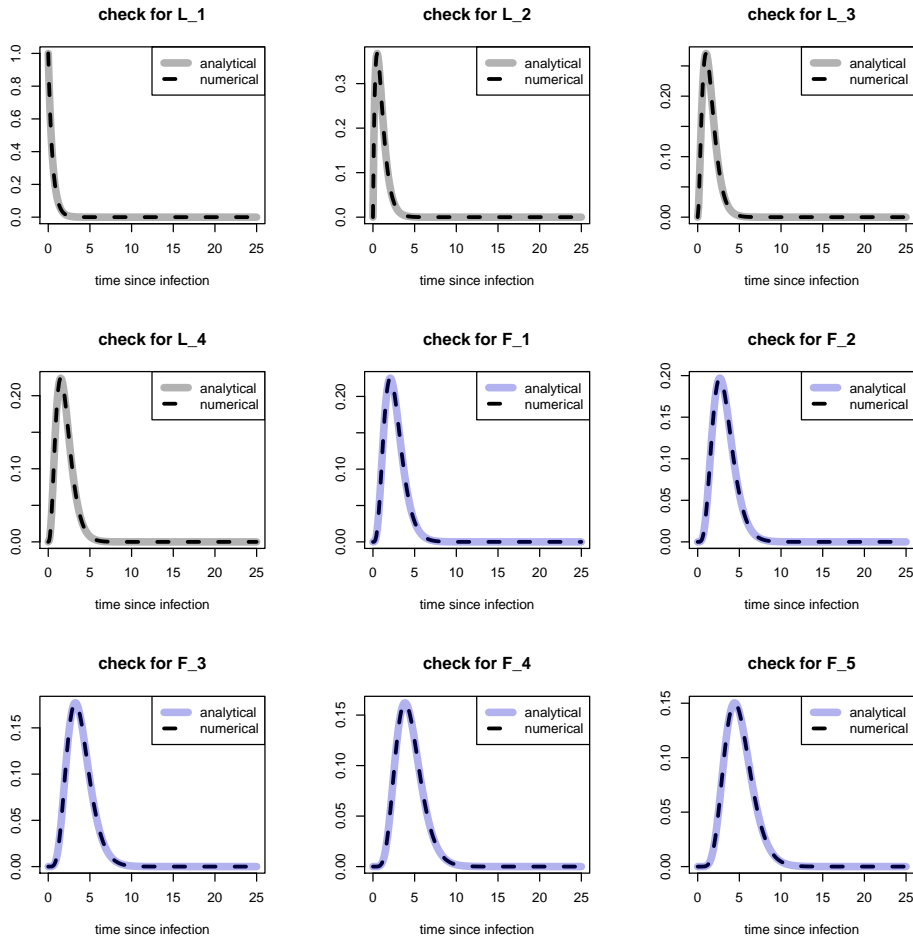 check for L_1
check for L_2
check for L_3
analytical
numerical
analytical
numerical
analytical
numerical
0.0 0.2 0.4 0.6 0.8 1.0
0.0 0.1 0.2 0.3
0.00 0.10 0.20
0 5 10 15 20 25
0 5 10 15 20 25
0 5 10 15 20 25
time since infection
time since infection
time since infection
check for L_4
check for F_1
check for F_2
analytical
numerical
analytical
numerical
analytical
numerical
0.00 0.10 0.20
0.00 0.10 0.20
0.00 0.05 0.10 0.15 0.20
0 5 10 15 20 25
0 5 10 15 20 25
0 5 10 15 20 25
time since infection
time since infection
time since infection
check for F_3
check for F_4
check for F_5
analytical
numerical
analytical
numerical
analytical
numerical
0.00 0.05 0.10 0.15
0.00 0.05 0.10 0.15
0.00 0.05 0.10 0.15
0 5 10 15 20 25
0 5 10 15 20 25
0 5 10 15 20 25
time since infection
time since infection
time since infection